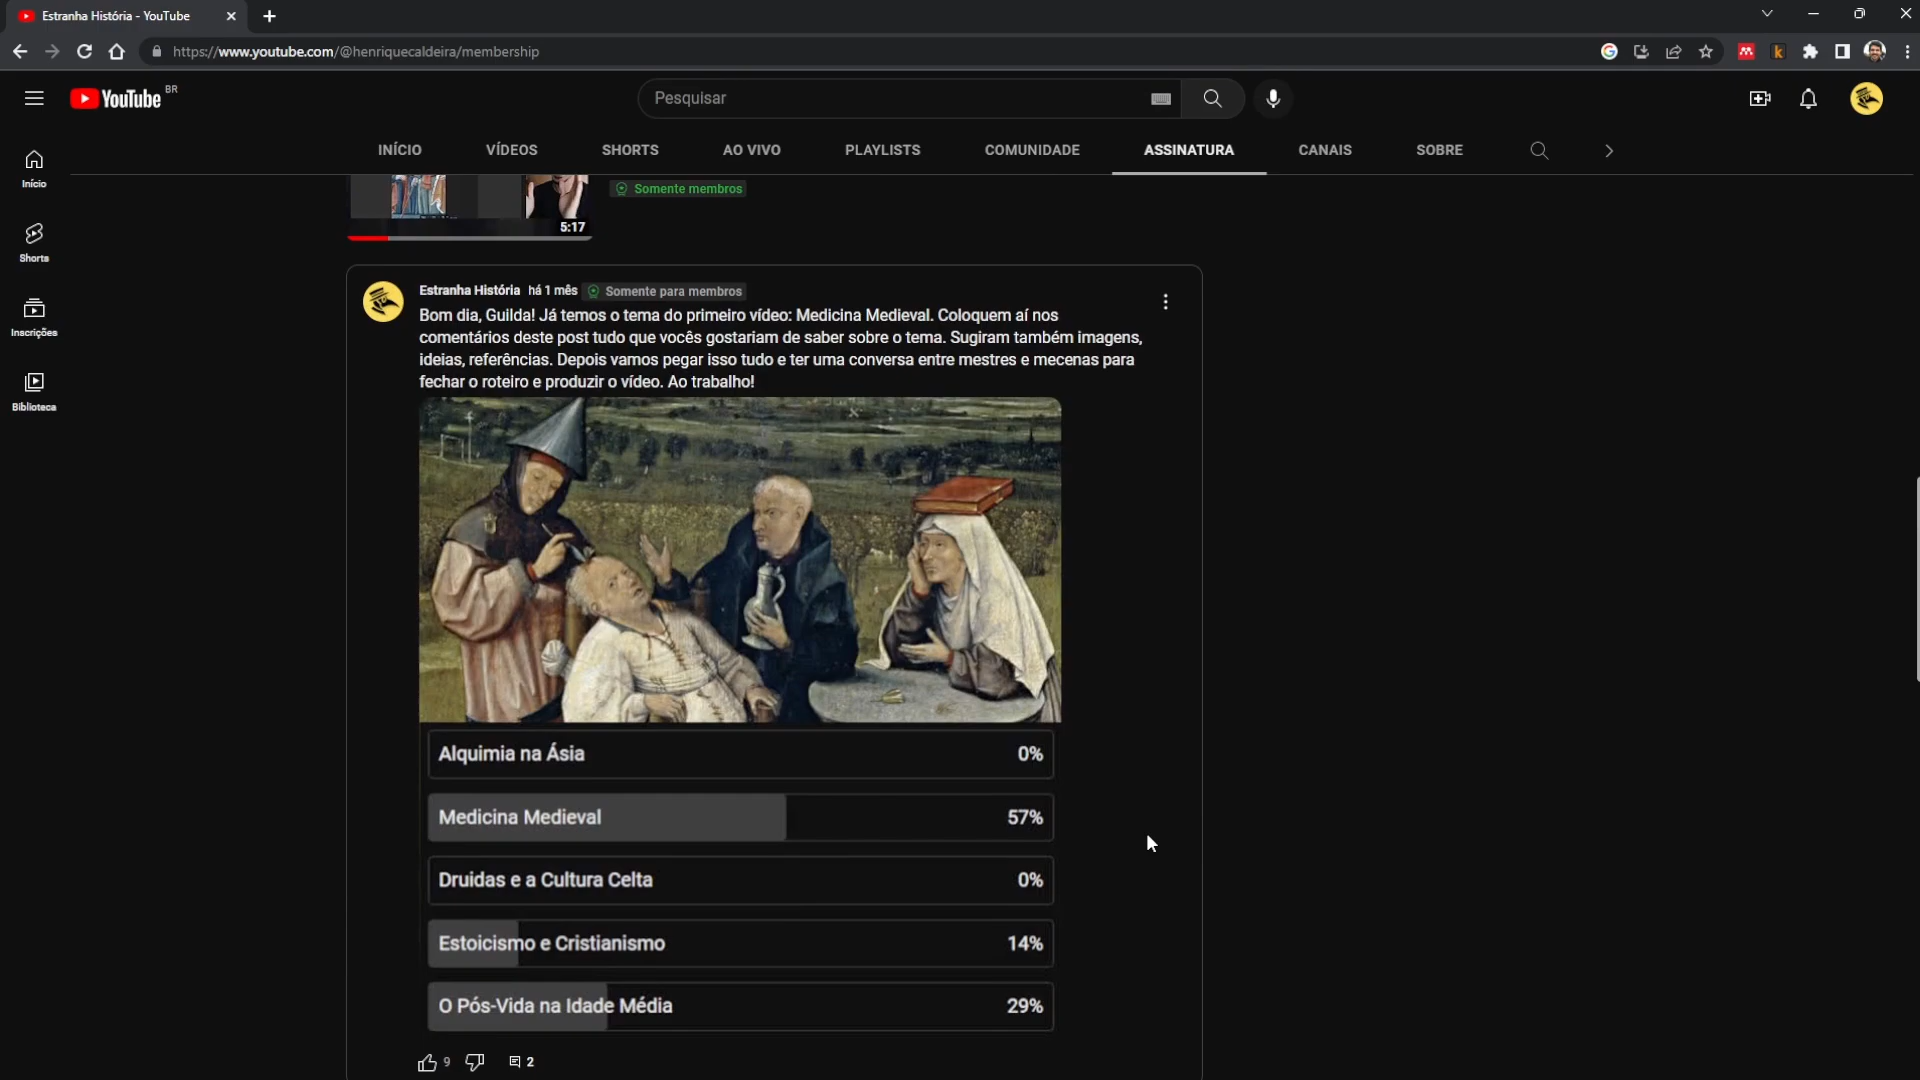 Estranha História - YouTube
https://www.youtube.com/@henriquecaldeira/membership
YouTube BR
Pesquisar
INÍCIO VÍDEOS SHORTS AO VIVO PLAYLISTS COMUNIDADE ASSINATURA CANAIS SOBRE
Início
Shorts
Inscrições
Biblioteca
Somente membros
5:17
Estranha História há 1 mês Somente para membros
Bom dia, Guilda! Já temos o tema do primeiro vídeo: Medicina Medieval. Coloquem aí nos
comentários deste post tudo que vocês gostariam de saber sobre o tema. Sugiram também imagens,
ideias, referências. Depois vamos pegar isso tudo e ter uma conversa entre mestres e mecenas para
fechar o roteiro e produzir o vídeo. Ao trabalho!
Alquimia na Ásia 0%
Medicina Medieval 57%
Druidas e a Cultura Celta 0%
Estoicismo e Cristianismo 14%
O Pós-Vida na Idade Média 29%
9 2